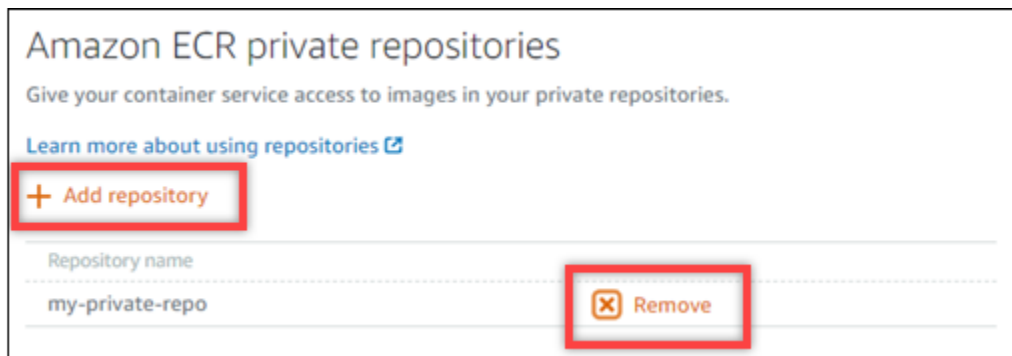 Amazon ECR private repositories
Give your container service access to images in your private repositories.
Learn more about using repositories
+ Add repository
Repository name
my-private-repo
Remove